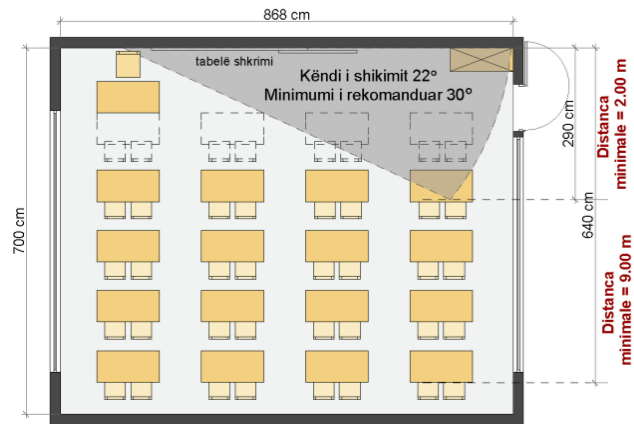 868 cm
tabelë shkrimi
Këndi i shikimit 22°
Minimumi i rekomanduar 30°
700 cm
290 cm
640 cm
Distanca
minimale = 2.00 m
Distanca
minimale = 9.00 m